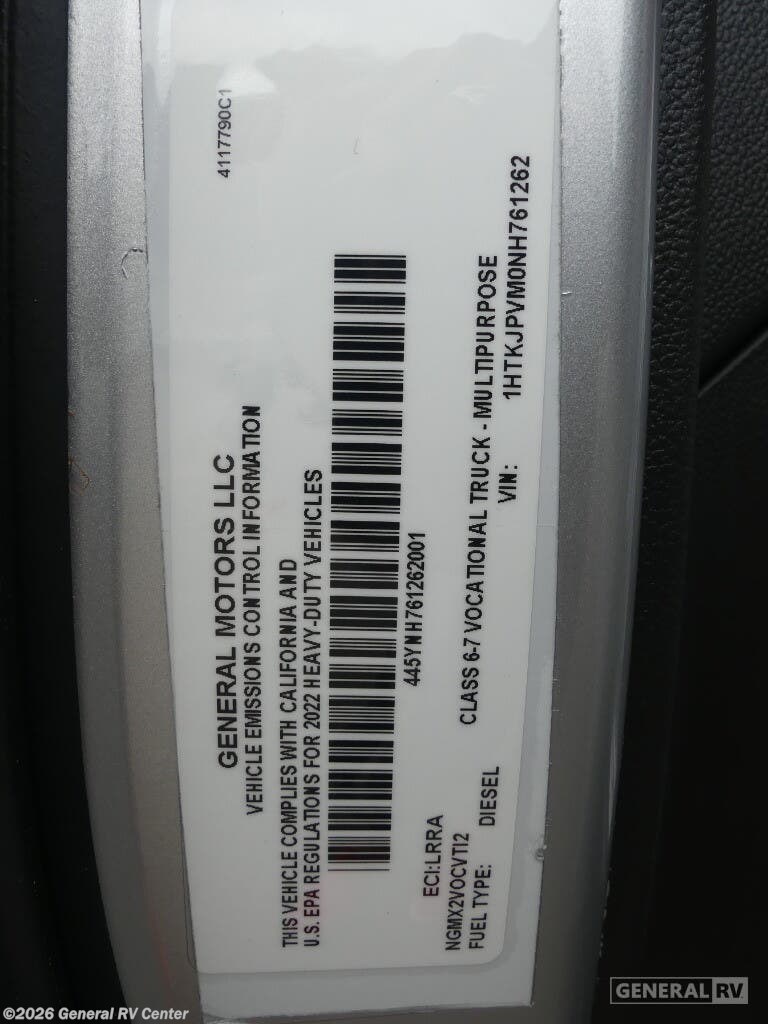 4117790C1
GENERAL MOTORS LLC
VEHICLE EMISSIONS CONTROL INFORMATION
THIS VEHICLE COMPLIES WITH CALIFORNIA AND
U.S. EPA REGULATIONS FOR 2022 HEAVY-DUTY VEHICLES
445YNH761262001
ECI:LRRA
NGMX2VOCVTI2
CLASS 6-7 VOCATIONAL TRUCK - MULTIPURPOSE
FUEL TYPE: DIESEL
VIN: 1HTKJPVM0NH761262
GENERAL RV
©2026 General RV Center